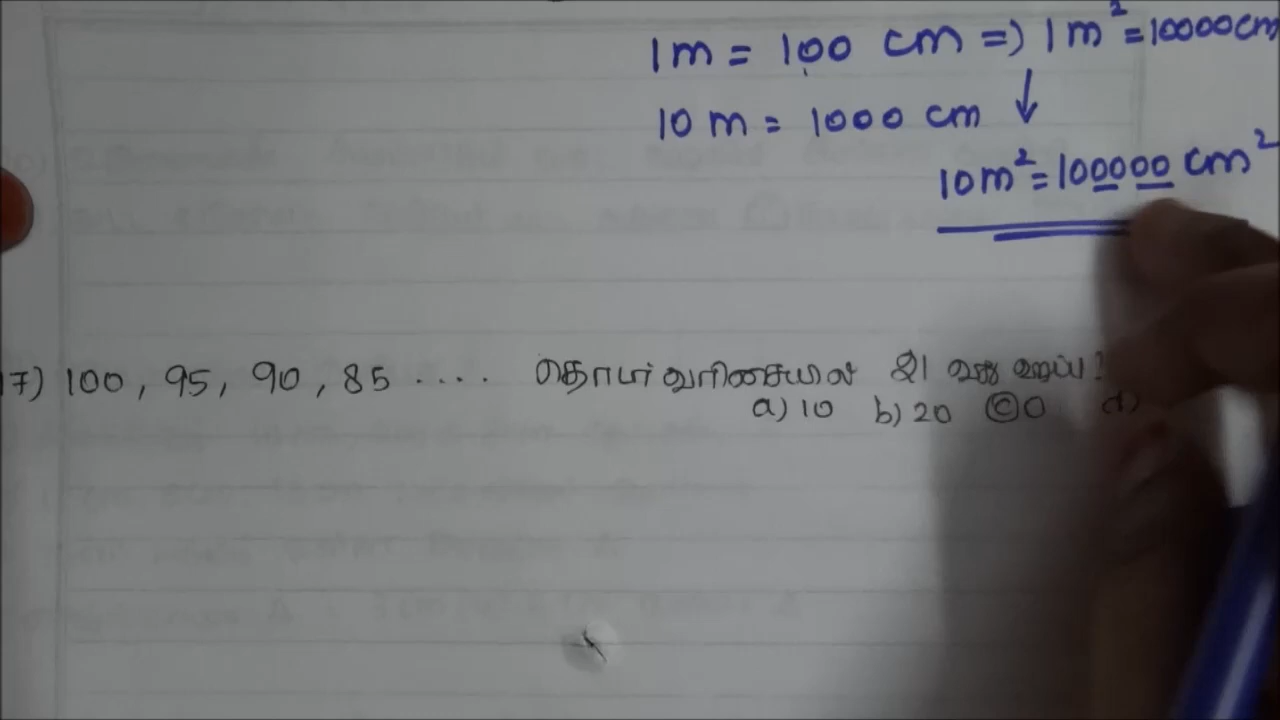 1m = 100 cm => 1m² = 10000cm
↓
10 m = 1000 cm
10m² = 100000 cm²
17) 100, 95, 90, 85 .... தொடர் வரிசையில் 21 வது உறுப்பு?
a) 10 b) 20 c) 0 d)